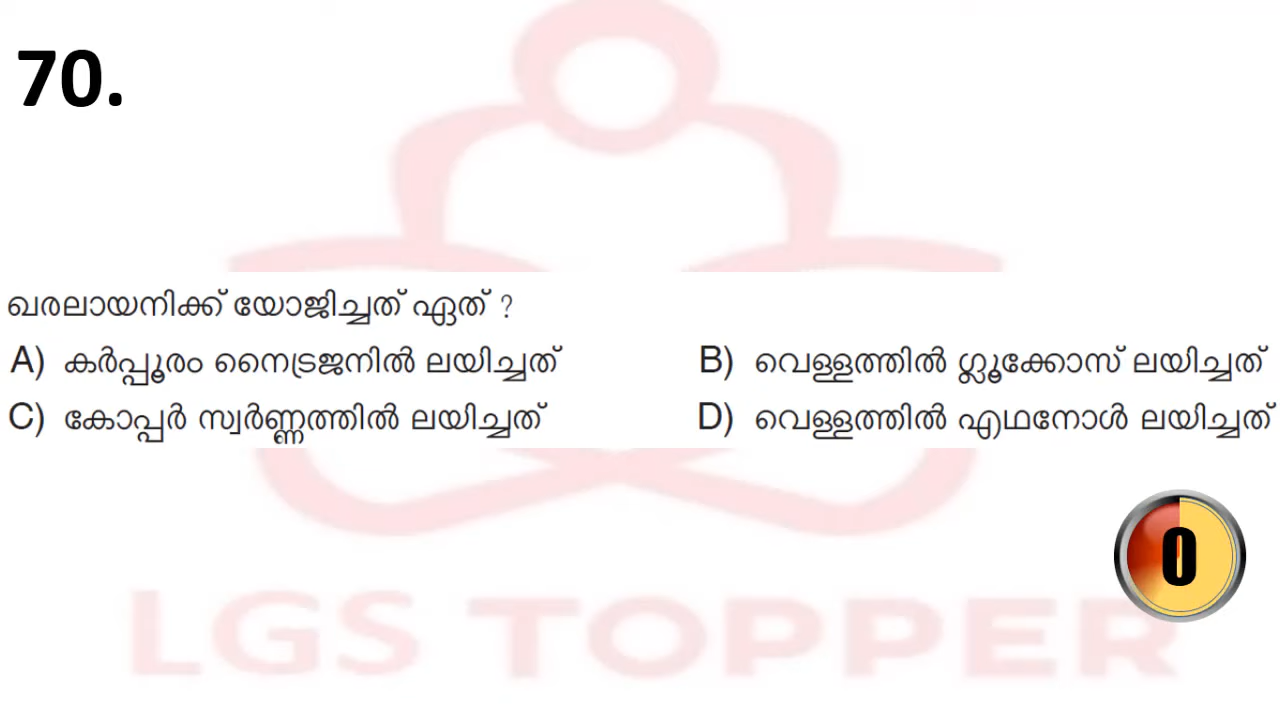 70.
ഖരലായനിക്ക് യോജിച്ചത് ഏത് ?
A) കർപ്പൂരം നൈട്രജനിൽ ലയിച്ചത് B) വെള്ളത്തിൽ ഗ്ലൂക്കോസ് ലയിച്ചത്
C) കോപ്പർ സ്വർണ്ണത്തിൽ ലയിച്ചത് D) വെള്ളത്തിൽ എഥനോൾ ലയിച്ചത്
0
LGS TOPPER